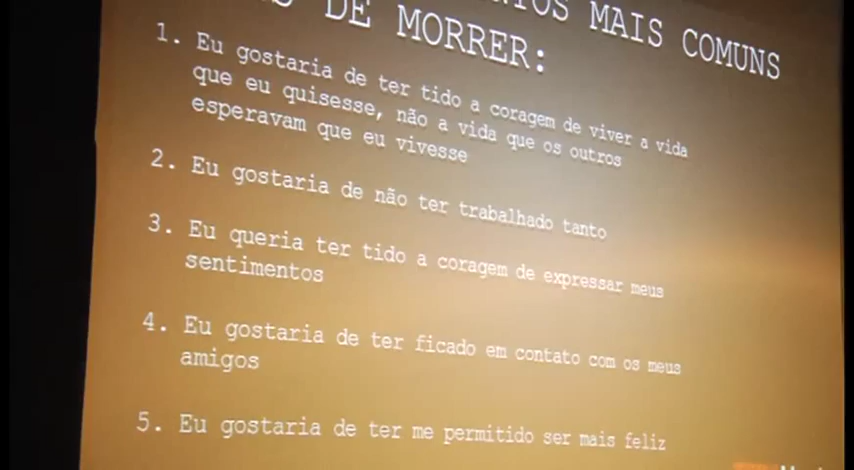 MAIS COMUNS
DE MORRER:
1. Eu gostaria de ter tido a coragem de viver a vida
que eu quisesse, não a vida que os outros
esperavam que eu vivesse
2. Eu gostaria de não ter trabalhado tanto
3. Eu queria ter tido a coragem de expressar meus
sentimentos
4. Eu gostaria de ter ficado em contato com os meus
amigos
5. Eu gostaria de ter me permitido ser mais feliz